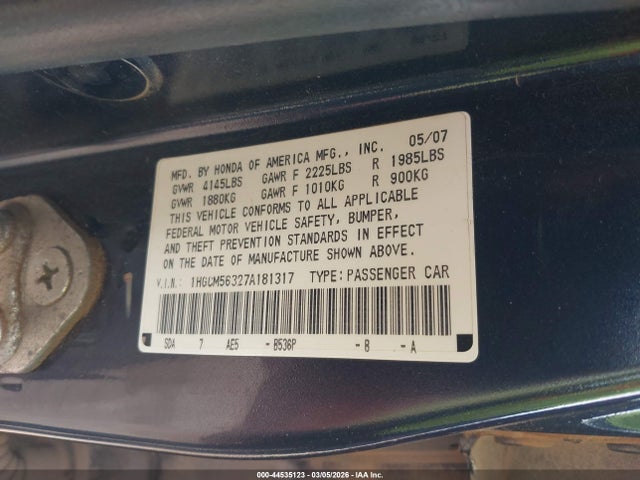 05/07
MFD. BY HONDA OF AMERICA MFG., INC.
GVWR 4145LBS GAWR F 2225LBS R 1985LBS
GVWR 1880KG GAWR F 1010KG R 900KG
THIS VEHICLE CONFORMS TO ALL APPLICABLE
FEDERAL MOTOR VEHICLE SAFETY, BUMPER,
AND THEFT PREVENTION STANDARDS IN EFFECT
ON THE DATE OF MANUFACTURE SHOWN ABOVE.
V.I.N.: 1HGCM56327A181317 TYPE: PASSENGER CAR
SDA 7 AE5 - B536P - B - A
000-44535123 — 03/05/2026 — IAA Inc.